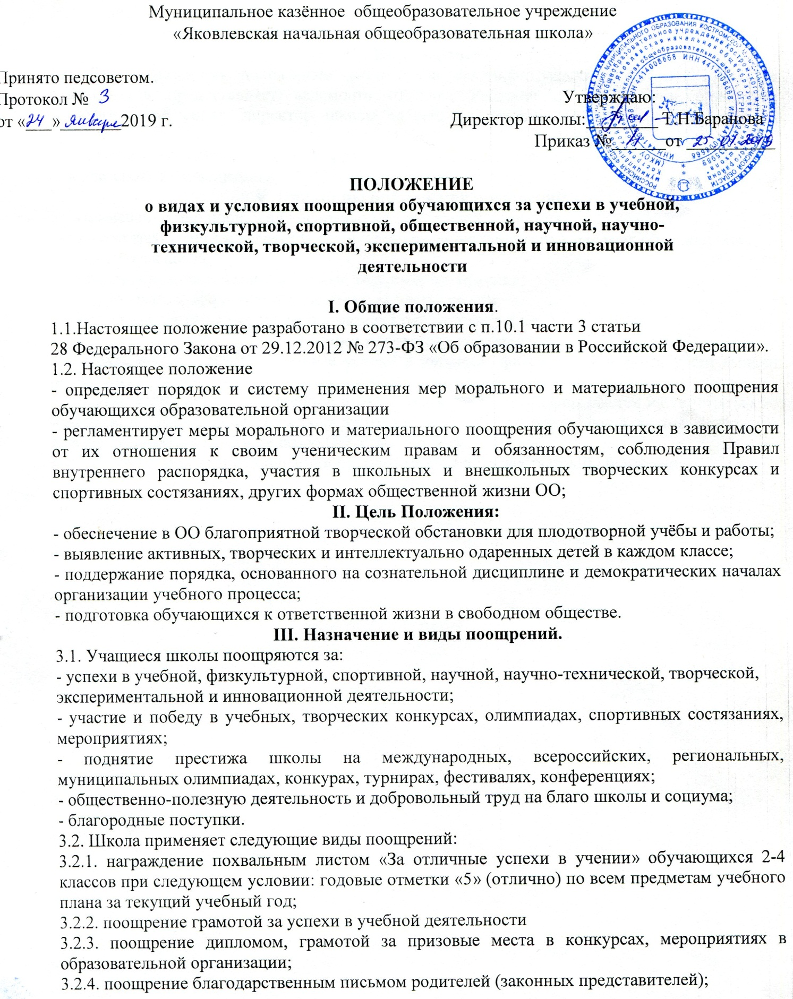 Муниципальное казённое общеобразовательное учреждение
«Яковлевская начальная общеобразовательная школа»
Принято педсоветом.
Протокол № 3
от «24» января 2019 г.
Утверждаю:
Директор школы:________ Т.Н.Баранова
Приказ № 4 от 25 01 2019
ПОЛОЖЕНИЕ
о видах и условиях поощрения обучающихся за успехи в учебной,
физкультурной, спортивной, общественной, научной, научно-
технической, творческой, экспериментальной и инновационной
деятельности
I. Общие положения.
1.1.Настоящее положение разработано в соответствии с п.10.1 части 3 статьи
28 Федерального Закона от 29.12.2012 № 273-ФЗ «Об образовании в Российской Федерации».
1.2. Настоящее положение
- определяет порядок и систему применения мер морального и материального поощрения
обучающихся образовательной организации
- регламентирует меры морального и материального поощрения обучающихся в зависимости
от их отношения к своим ученическим правам и обязанностям, соблюдения Правил
внутреннего распорядка, участия в школьных и внешкольных творческих конкурсах и
спортивных состязаниях, других формах общественной жизни ОО;
II. Цель Положения:
- обеспечение в ОО благоприятной творческой обстановки для плодотворной учёбы и работы;
- выявление активных, творческих и интеллектуально одаренных детей в каждом классе;
- поддержание порядка, основанного на сознательной дисциплине и демократических началах
организации учебного процесса;
- подготовка обучающихся к ответственной жизни в свободном обществе.
III. Назначение и виды поощрений.
3.1. Учащиеся школы поощряются за:
- успехи в учебной, физкультурной, спортивной, научной, научно-технической, творческой,
экспериментальной и инновационной деятельности;
- участие и победу в учебных, творческих конкурсах, олимпиадах, спортивных состязаниях,
мероприятиях;
- поднятие престижа школы на международных, всероссийских, региональных,
муниципальных олимпиадах, конкурах, турнирах, фестивалях, конференциях;
- общественно-полезную деятельность и добровольный труд на благо школы и социума;
- благородные поступки.
3.2. Школа применяет следующие виды поощрений:
3.2.1. награждение похвальным листом «За отличные успехи в учении» обучающихся 2-4
классов при следующем условии: годовые отметки «5» (отлично) по всем предметам учебного
плана за текущий учебный год;
3.2.2. поощрение грамотой за успехи в учебной деятельности
3.2.3. поощрение дипломом, грамотой за призовые места в конкурсах, мероприятиях в
образовательной организации;
3.2.4. поощрение благодарственным письмом родителей (законных представителей);